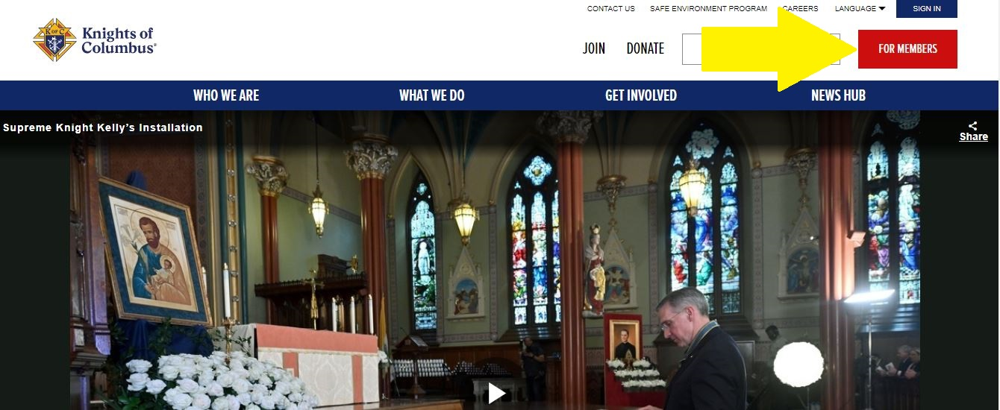 CONTACT US SAFE ENVIRONMENT PROGRAM CAREERS LANGUAGE SIGN IN
K OF C
Knights of
Columbus®
JOIN DONATE FOR MEMBERS
WHO WE ARE WHAT WE DO GET INVOLVED NEWS HUB
Supreme Knight Kelly's Installation
Share